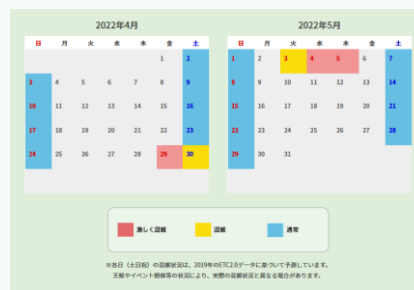 2022年4月
日 月 火 水 木 金 土
1 2
3 4 5 6 7 8 9
10 11 12 13 14 15 16
17 18 19 20 21 22 23
24 25 26 27 28 29 30
2022年5月
日 月 火 水 木 金 土
1 2 3 4 5 6 7
8 9 10 11 12 13 14
15 16 17 18 19 20 21
22 23 24 25 26 27 28
29 30 31
激しく混雑 混雑 通常
※各日（土日祝）の混雑状況は、2019年のETC2.0データに基づいて予測しています。
天候やイベント開催等の状況により、実際の混雑状況と異なる場合があります。